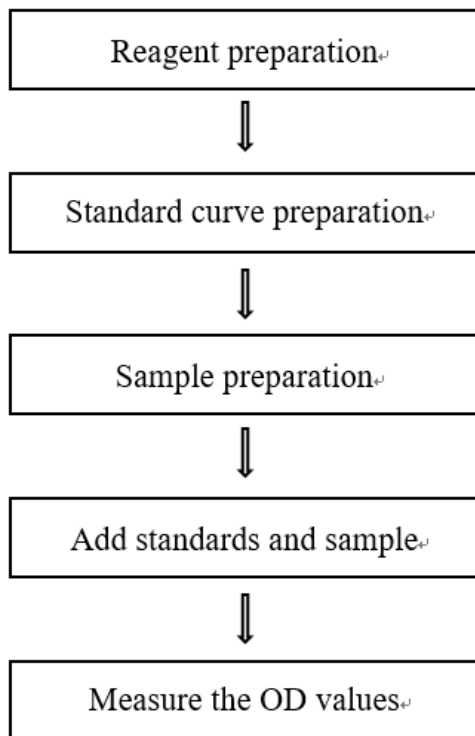 Reagent preparation
Standard curve preparation
Sample preparation
Add standards and sample
Measure the OD values